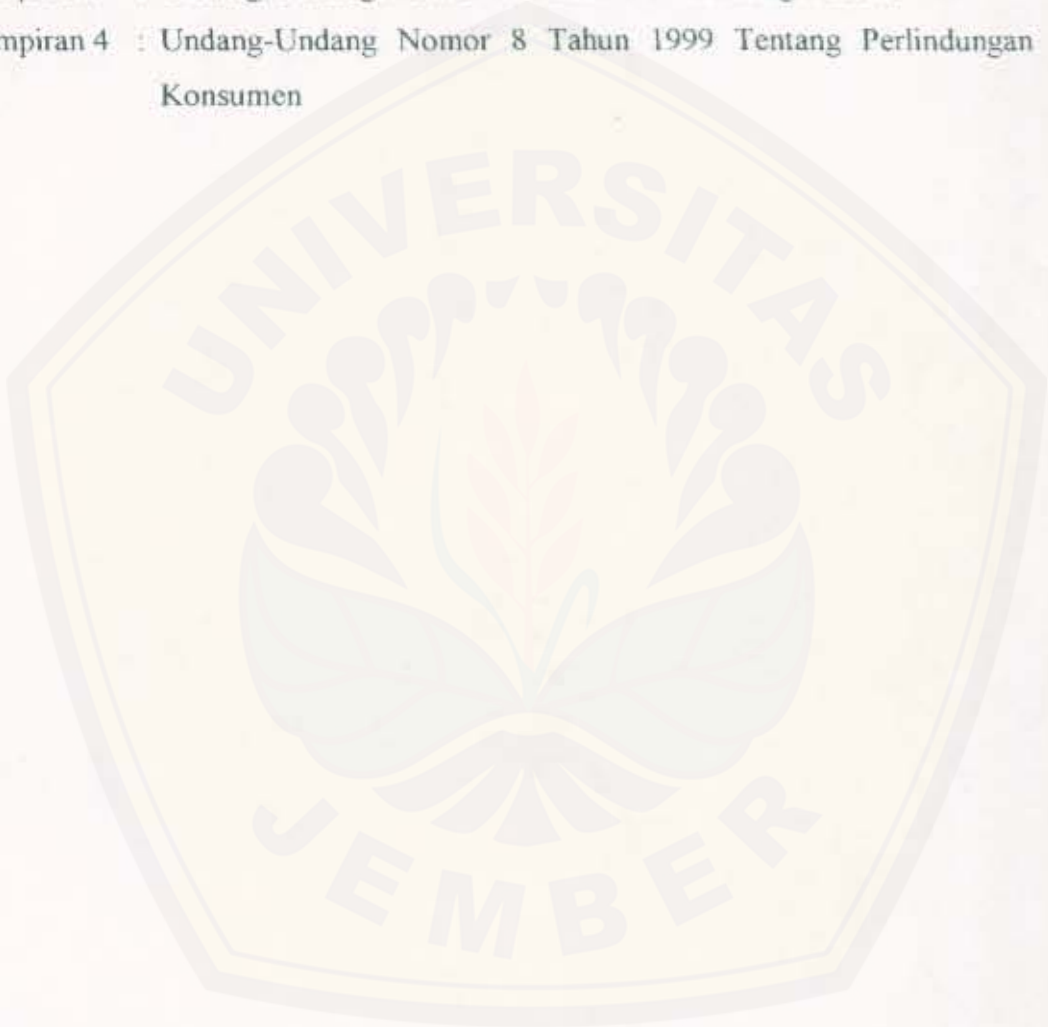 mpiran 4 : Undang-Undang Nomor 8 Tahun 1999 Tentang Perlindungan
Konsumen
UNIVERSITAS
JEMBER